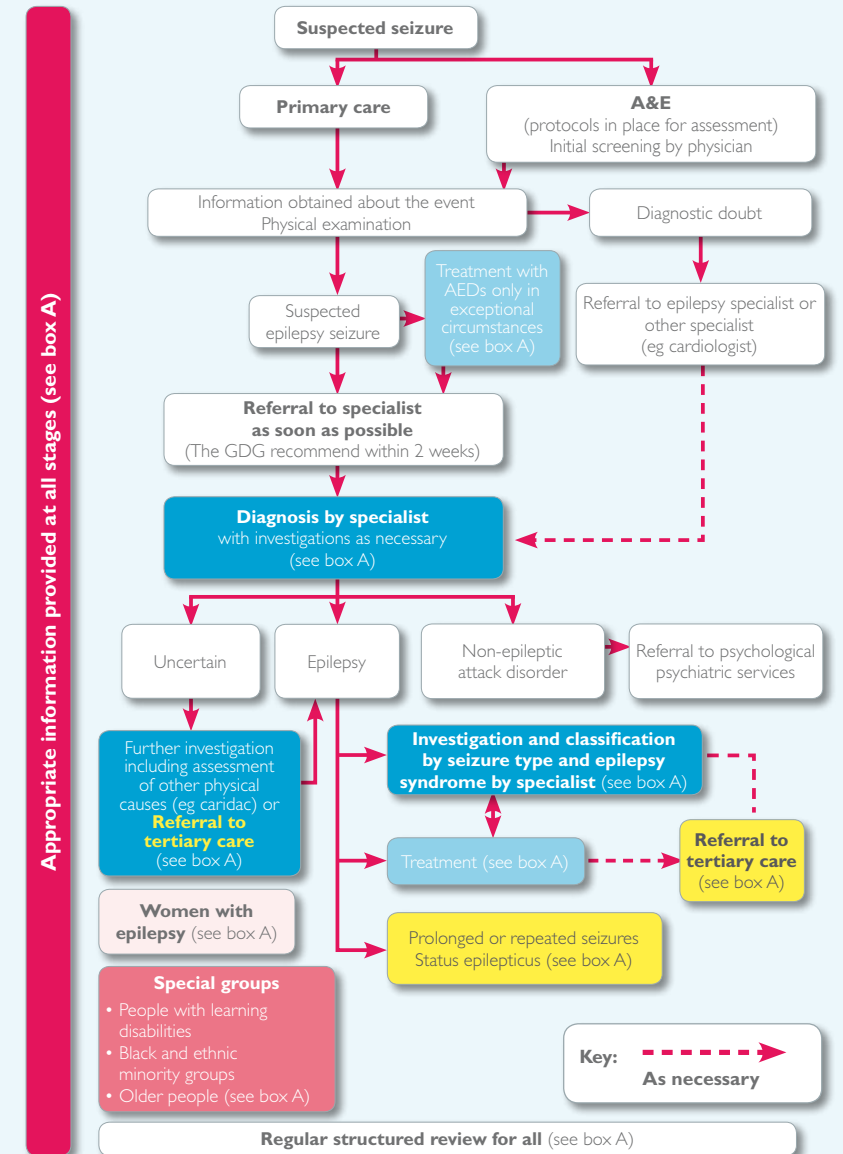 Appropriate information provided at all stages (see box A)
Suspected seizure
Primary care
A&E
(protocols in place for assessment)
Initial screening by physician
Information obtained about the event
Physical examination
Diagnostic doubt
Suspected
epilepsy seizure
Treatment with
AEDs only in
exceptional
circumstances
(see box A)
Referral to epilepsy specialist or
other specialist
(eg cardiologist)
Referral to specialist
as soon as possible
(The GDG recommend within 2 weeks)
Diagnosis by specialist
with investigations as necessary
(see box A)
Uncertain
Epilepsy
Non-epileptic
attack disorder
Referral to psychological
psychiatric services
Further investigation
including assessment
of other physical
causes (eg caridac) or
Referral to
tertiary care
(see box A)
Investigation and classification
by seizure type and epilepsy
syndrome by specialist (see box A)
Treatment (see box A)
Referral to
tertiary care
(see box A)
Prolonged or repeated seizures
Status epilepticus (see box A)
Women with
epilepsy (see box A)
Special groups
• People with learning
disabilities
• Black and ethnic
minority groups
• Older people (see box A)
Key:
As necessary
Regular structured review for all (see box A)